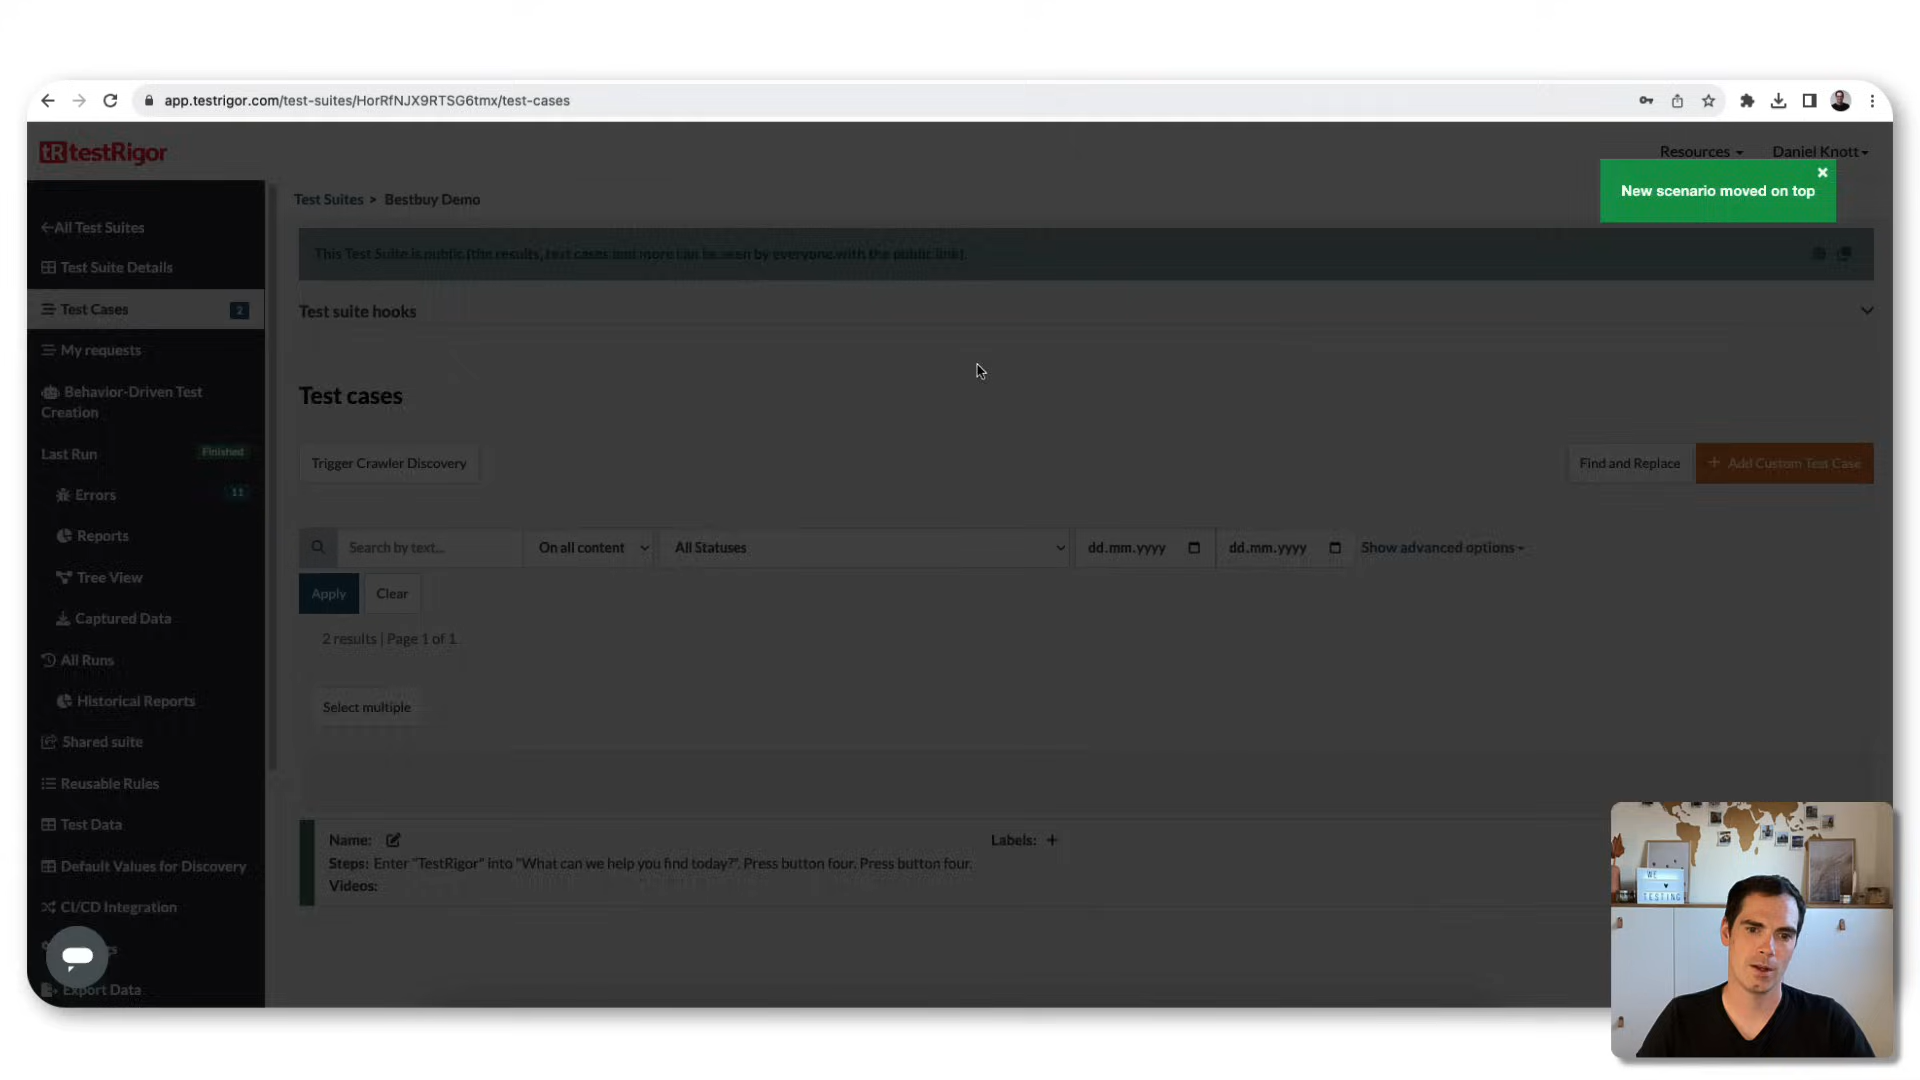 app.testrigor.com/test-suites/HorRfNJX9RTSG6tmx/test-cases
tR testRigor
Resources
Daniel Knott
New scenario moved on top
All Test Suites
Test Suite Details
Test Cases 2
My requests
Behavior-Driven Test
Creation
Last Run Finished
Errors 11
Reports
Tree View
Captured Data
All Runs
Historical Reports
Shared suite
Reusable Rules
Test Data
Default Values for Discovery
CI/CD Integration
Export Data
Test Suites > Bestbuy Demo
This Test Suite is public (the results, test cases and more can be seen by everyone with the public link).
Test suite hooks
Test cases
Trigger Crawler Discovery
Find and Replace
+ Add Custom Test Case
Search by text...
On all content
All Statuses
dd.mm.yyyy
dd.mm.yyyy
Show advanced options
Apply
Clear
2 results | Page 1 of 1
Select multiple
Name:
Labels: +
Steps: Enter "TestRigor" into "What can we help you find today?". Press button four. Press button four.
Videos:
WE
TESTING